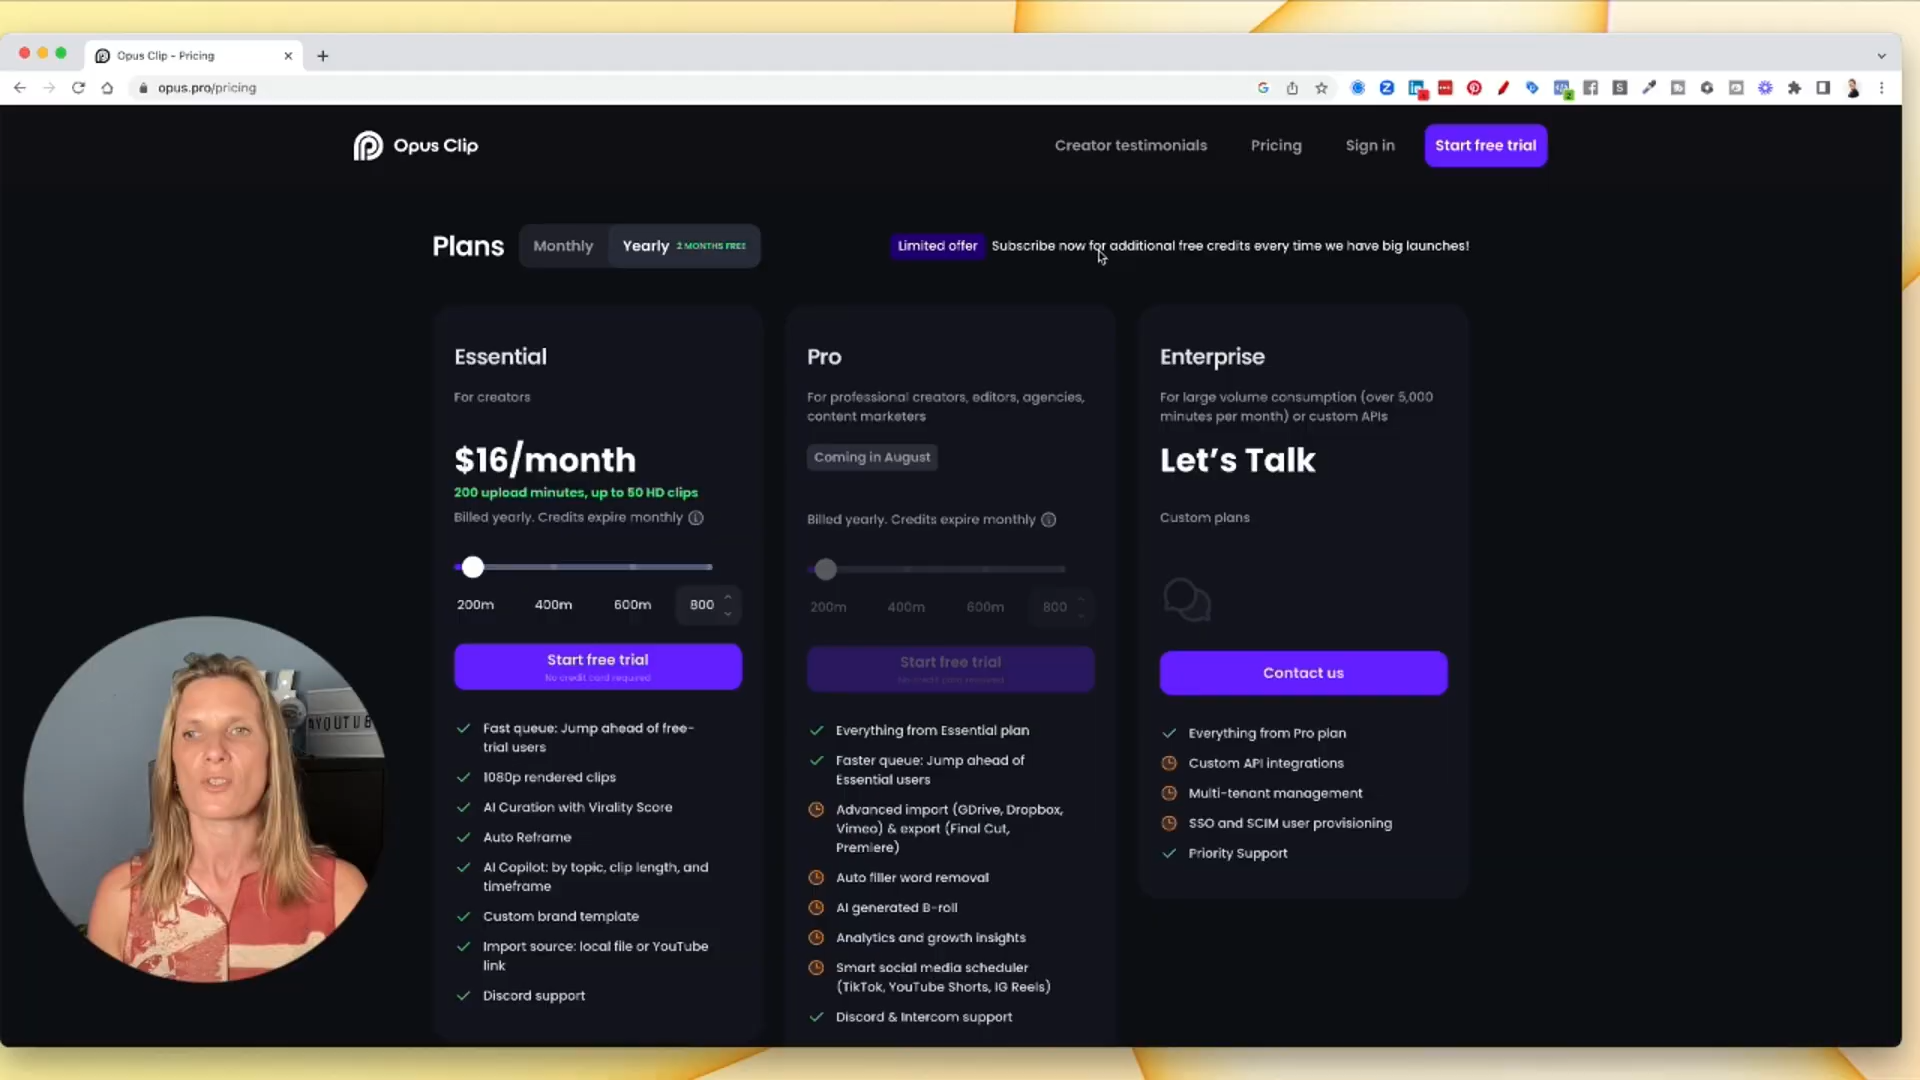 Opus Clip - Pricing
opus.pro/pricing
Opus Clip
Creator testimonials
Pricing
Sign in
Start free trial
Plans
Monthly
Yearly 2 MONTHS FREE
Limited offer Subscribe now for additional free credits every time we have big launches!
Essential
For creators
$16/month
200 upload minutes, up to 50 HD clips
Billed yearly. Credits expire monthly
200m 400m 600m 800
Start free trial
No credit card required
Fast queue: Jump ahead of free-
trial users
1080p rendered clips
AI Curation with Virality Score
Auto Reframe
AI Copilot: by topic, clip length, and
timeframe
Custom brand template
Import source: local file or YouTube
link
Discord support
Pro
For professional creators, editors, agencies,
content marketers
Coming in August
Billed yearly. Credits expire monthly
200m 400m 600m 800
Start free trial
No credit card required
Everything from Essential plan
Faster queue: Jump ahead of
Essential users
Advanced import (GDrive, Dropbox,
Vimeo) & export (Final Cut,
Premiere)
Auto filler word removal
AI generated B-roll
Analytics and growth insights
Smart social media scheduler
(TikTok, YouTube Shorts, IG Reels)
Discord & Intercom support
Enterprise
For large volume consumption (over 5,000
minutes per month) or custom APIs
Let's Talk
Custom plans
Contact us
Everything from Pro plan
Custom API integrations
Multi-tenant management
SSO and SCIM user provisioning
Priority Support